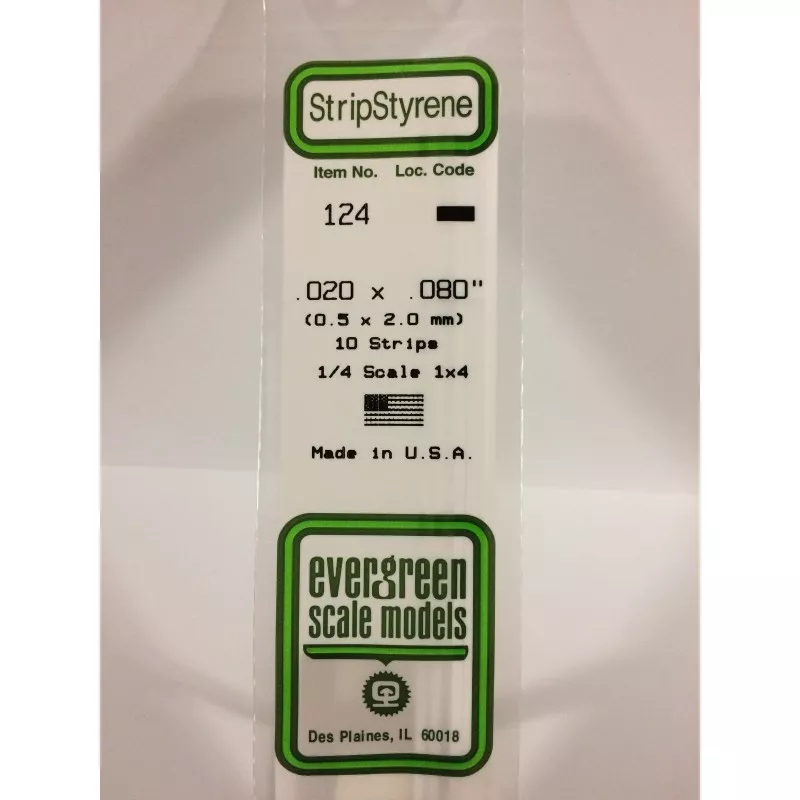 StripStyrene
Item No. Loc. Code
124
.020 x .080"
(0.5 x 2.0 mm)
10 Strips
1/4 Scale 1x4
Made in U.S.A.
evergreen
scale models
Des Plaines, IL 60018